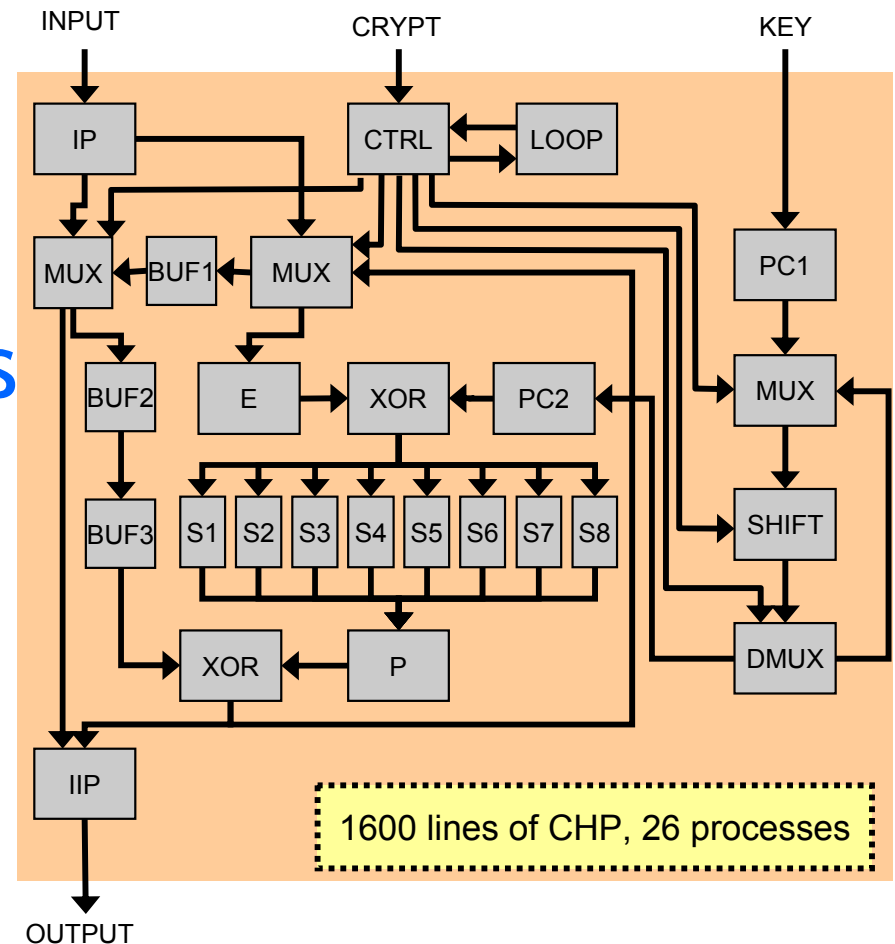 INPUT CRYPT KEY
IP CTRL LOOP
MUX BUF1 MUX PC1
s
BUF2 E XOR PC2 MUX
BUF3 S1 S2 S3 S4 S5 S6 S7 S8 SHIFT
XOR P DMUX
IIP
1600 lines of CHP, 26 processes
OUTPUT